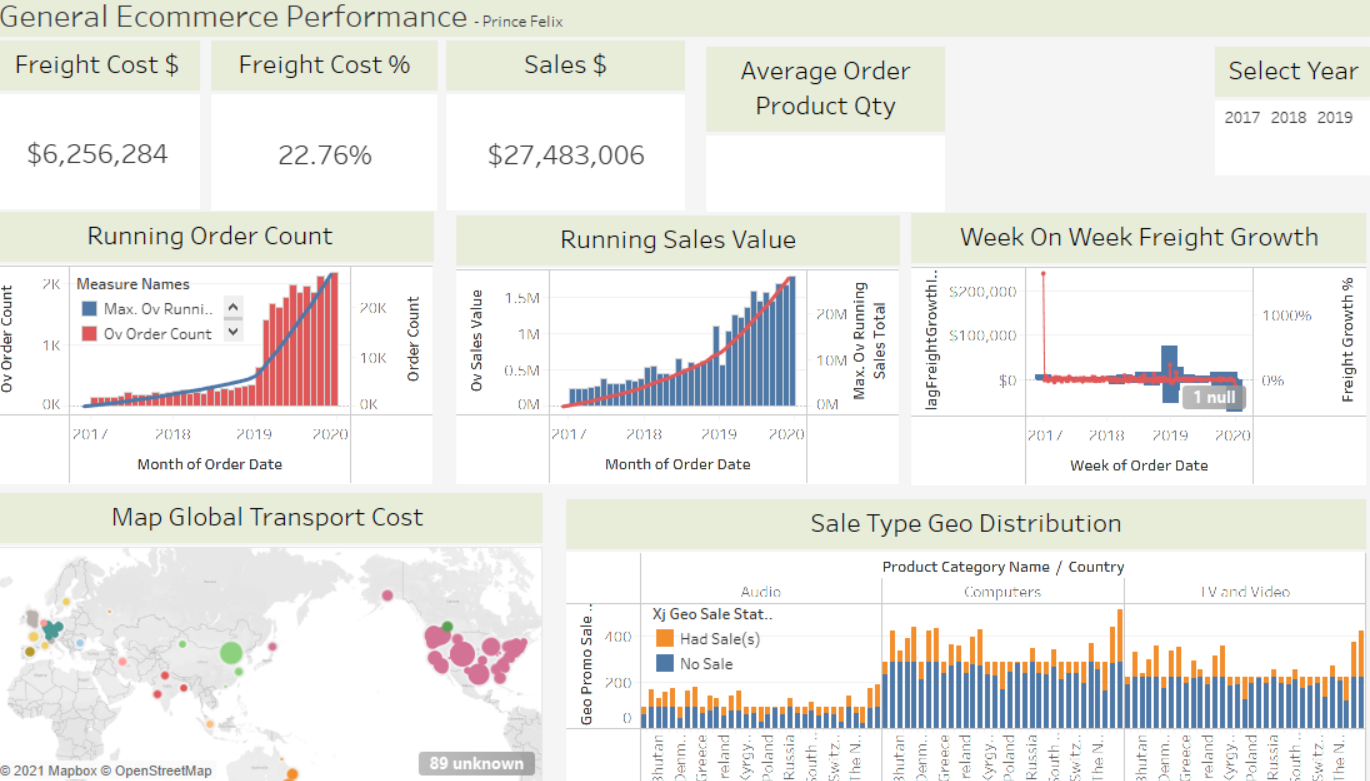 General Ecommerce Performance - Prince Felix
Freight Cost $
Freight Cost %
Sales $
Average Order
Product Qty
Select Year
$6,256,284
22.76%
$27,483,006
2017 2018 2019
Running Order Count
Ov Order Count
2K
1K
0K
Measure Names
Max. Ov Runni..
Ov Order Count
20K
10K
0K
Order Count
2017 2018 2019 2020
Month of Order Date
Running Sales Value
Ov Sales Value
1.5M
1M
0.5M
0M
20M
10M
0M
Max. Ov Running
Sales Total
2017 2018 2019 2020
Month of Order Date
Week On Week Freight Growth
lagFreightGrowthI..
$200,000
$100,000
$0
1000%
0%
Freight Growth %
1 null
2017 2018 2019 2020
Week of Order Date
Map Global Transport Cost
89 unknown
© 2021 Mapbox © OpenStreetMap
Sale Type Geo Distribution
Product Category Name / Country
Audio Computers TV and Video
Geo Promo Sale ..
400
200
0
Xj Geo Sale Stat..
Had Sale(s)
No Sale
Bhutan Denm.. Greece Ireland Kyrgy.. Poland Russia South .. Switz.. The N..
Bhutan Denm.. Greece Ireland Kyrgy.. Poland Russia South .. Switz.. The N..
Bhutan Denm.. Greece Ireland Kyrgy.. Poland Russia South .. Switz.. The N..